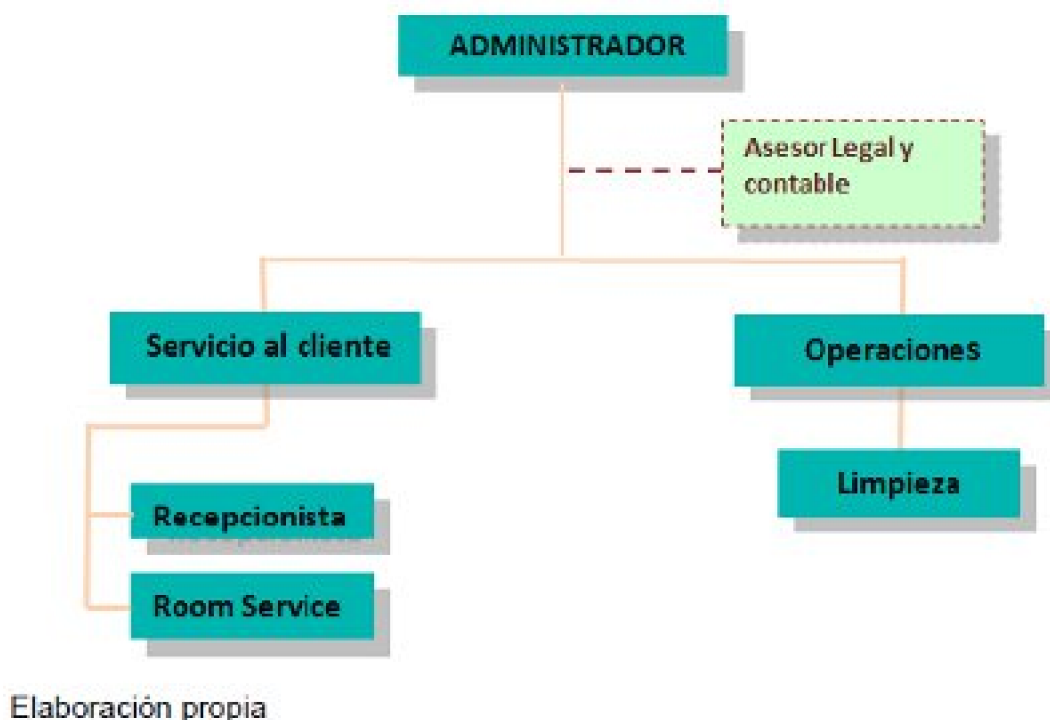 ADMINISTRADOR
Asesor Legal y
contable
Servicio al cliente
Operaciones
Limpieza
Recepcionista
Room Service
Elaboración propia